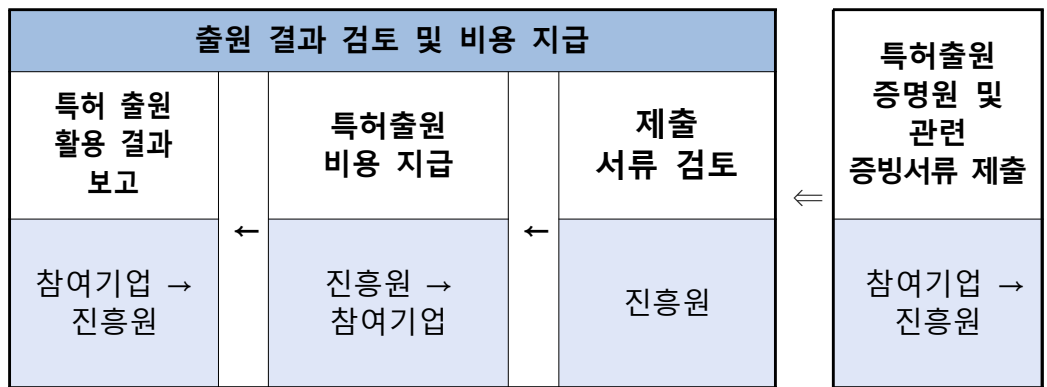 출원 결과 검토 및 비용 지급
특허 출원
활용 결과
보고
←
특허출원
비용 지급
←
제출
서류 검토
⇐
특허출원
증명원 및
관련
증빙서류 제출
참여기업 →
진흥원
진흥원 →
참여기업
진흥원
참여기업 →
진흥원